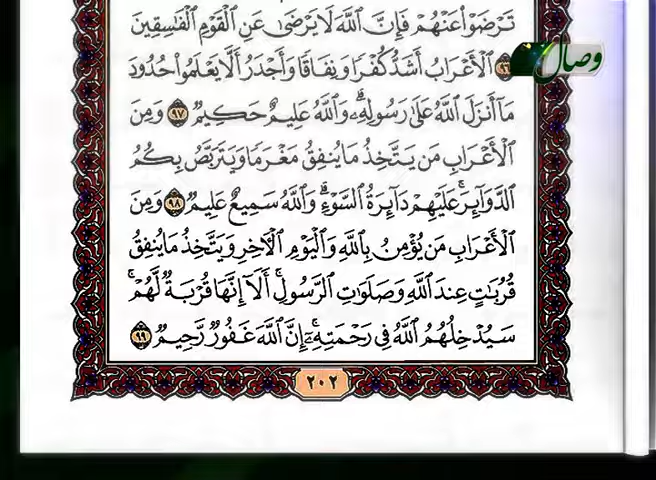 تَرْضَوْا۟ عَنْهُمْ فَإِنَّ ٱللَّهَ لَا يَرْضَىٰ عَنِ ٱلْقَوْمِ ٱلْفَٰسِقِينَ
وصال
٩٦ ٱلْأَعْرَابُ أَشَدُّ كُفْرًا وَنِفَاقًا وَأَجْدَرُ أَلَّا يَعْلَمُوا۟ حُدُودَ
مَآ أَنزَلَ ٱللَّهُ عَلَىٰ رَسُولِهِۦ ۗ وَٱللَّهُ عَلِيمٌ حَكِيمٌ ٩٧ وَمِنَ
ٱلْأَعْرَابِ مَن يَتَّخِذُ مَا يُنفِقُ مَغْرَمًا وَيَتَرَبَّصُ بِكُمُ
ٱلدَّوَآئِرَ ۚ عَلَيْهِمْ دَآئِرَةُ ٱلسَّوْءِ ۗ وَٱللَّهُ سَمِيعٌ عَلِيمٌ ٩٨ وَمِنَ
ٱلْأَعْرَابِ مَن يُؤْمِنُ بِٱللَّهِ وَٱلْيَوْمِ ٱلْءَاخِرِ وَيَتَّخِذُ مَا يُنفِقُ
قُرُبَٰتٍ عِندَ ٱللَّهِ وَصَلَوَٰتِ ٱلرَّسُولِ ۚ أَلَآ إِنَّهَا قُرْبَةٌ لَّهُمْ ۚ
سَيُدْخِلُهُمُ ٱللَّهُ فِى رَحْمَتِهِۦٓ ۗ إِنَّ ٱللَّهَ غَفُورٌ رَّحِيمٌ ٩٩
٢٠٢